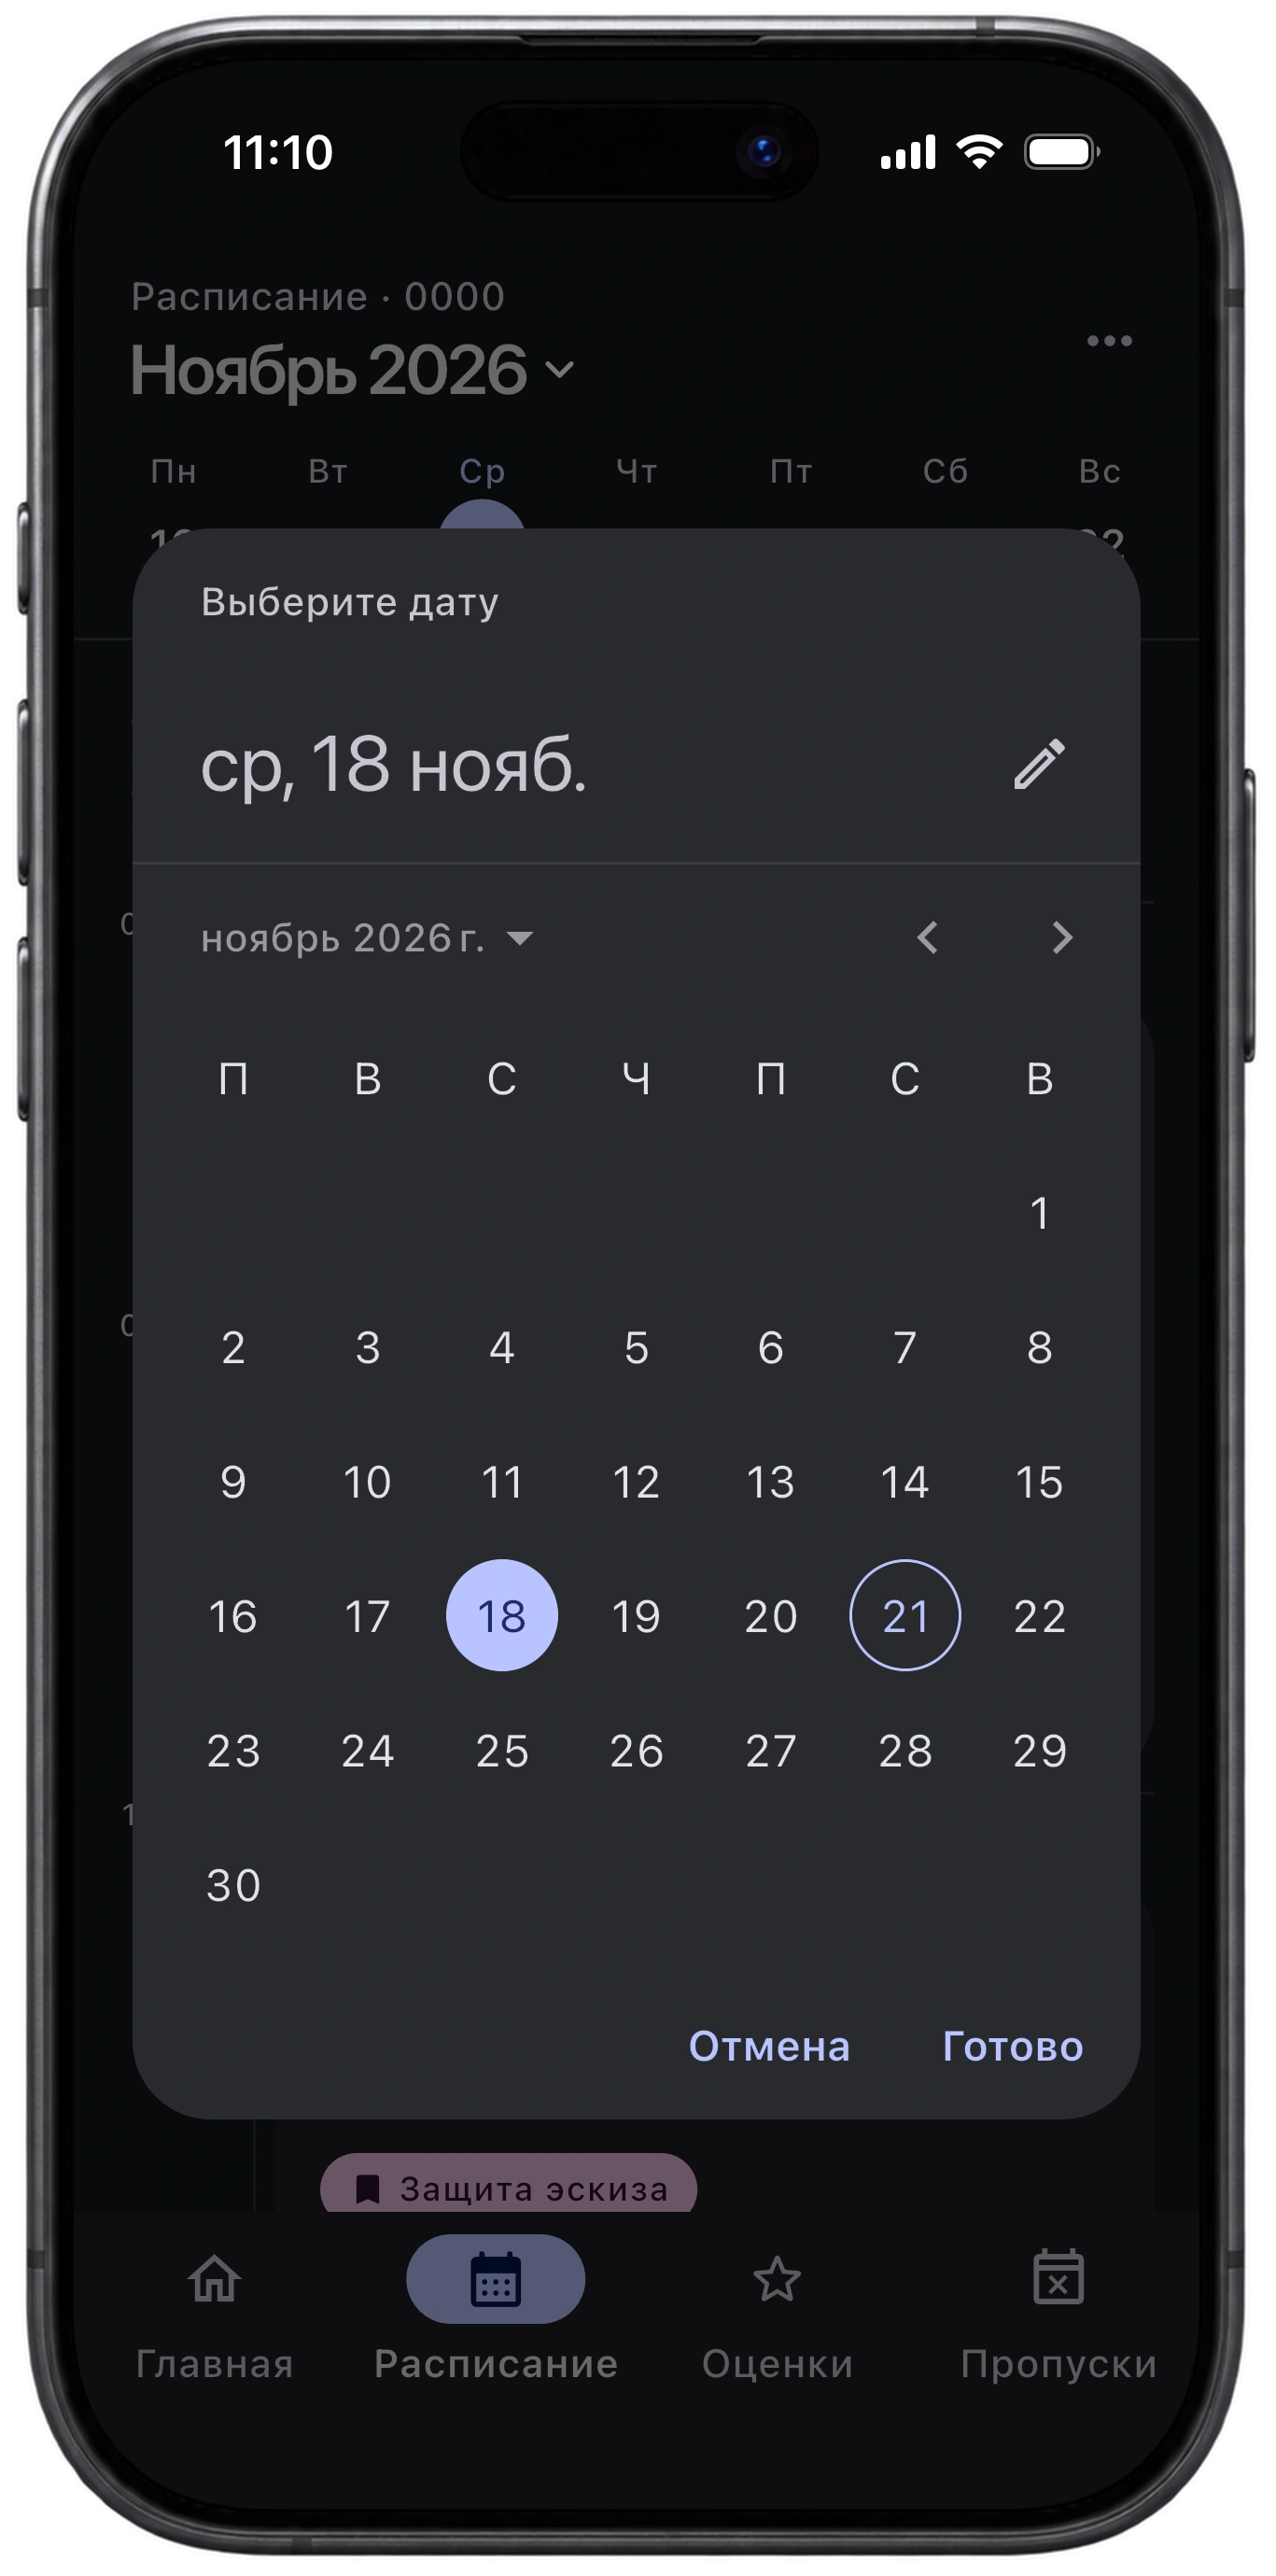 11:10
Расписание · 0000
Ноябрь 2026
Пн Вт Ср Чт Пт Сб Вс
Выберите дату
ср, 18 нояб.
ноябрь 2026 г.
П В С Ч П С В
1
2 3 4 5 6 7 8
9 10 11 12 13 14 15
16 17 18 19 20 21 22
23 24 25 26 27 28 29
30
Отмена Готово
Защита эскиза
Главная Расписание Оценки Пропуски